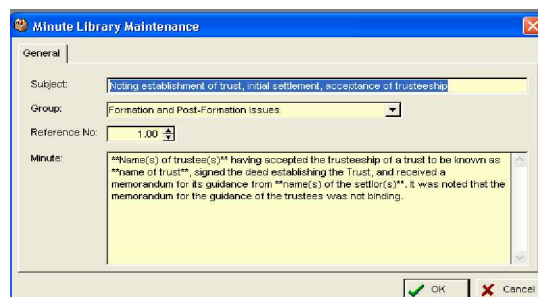 Minute Library Maintenance
General
Subject: Noting establishment of trust, initial settlement, acceptance of trusteeship
Group: Formation and Post-Formation Issues
Reference No: 1.00
Minute: **Name(s) of trustee(s)** having accepted the trusteeship of a trust to be known as
**name of trust**, signed the deed establishing the Trust, and received a
memorandum for its guidance from **name(s) of the settlor(s)**. It was noted that the
memorandum for the guidance of the trustees was not binding.
OK Cancel